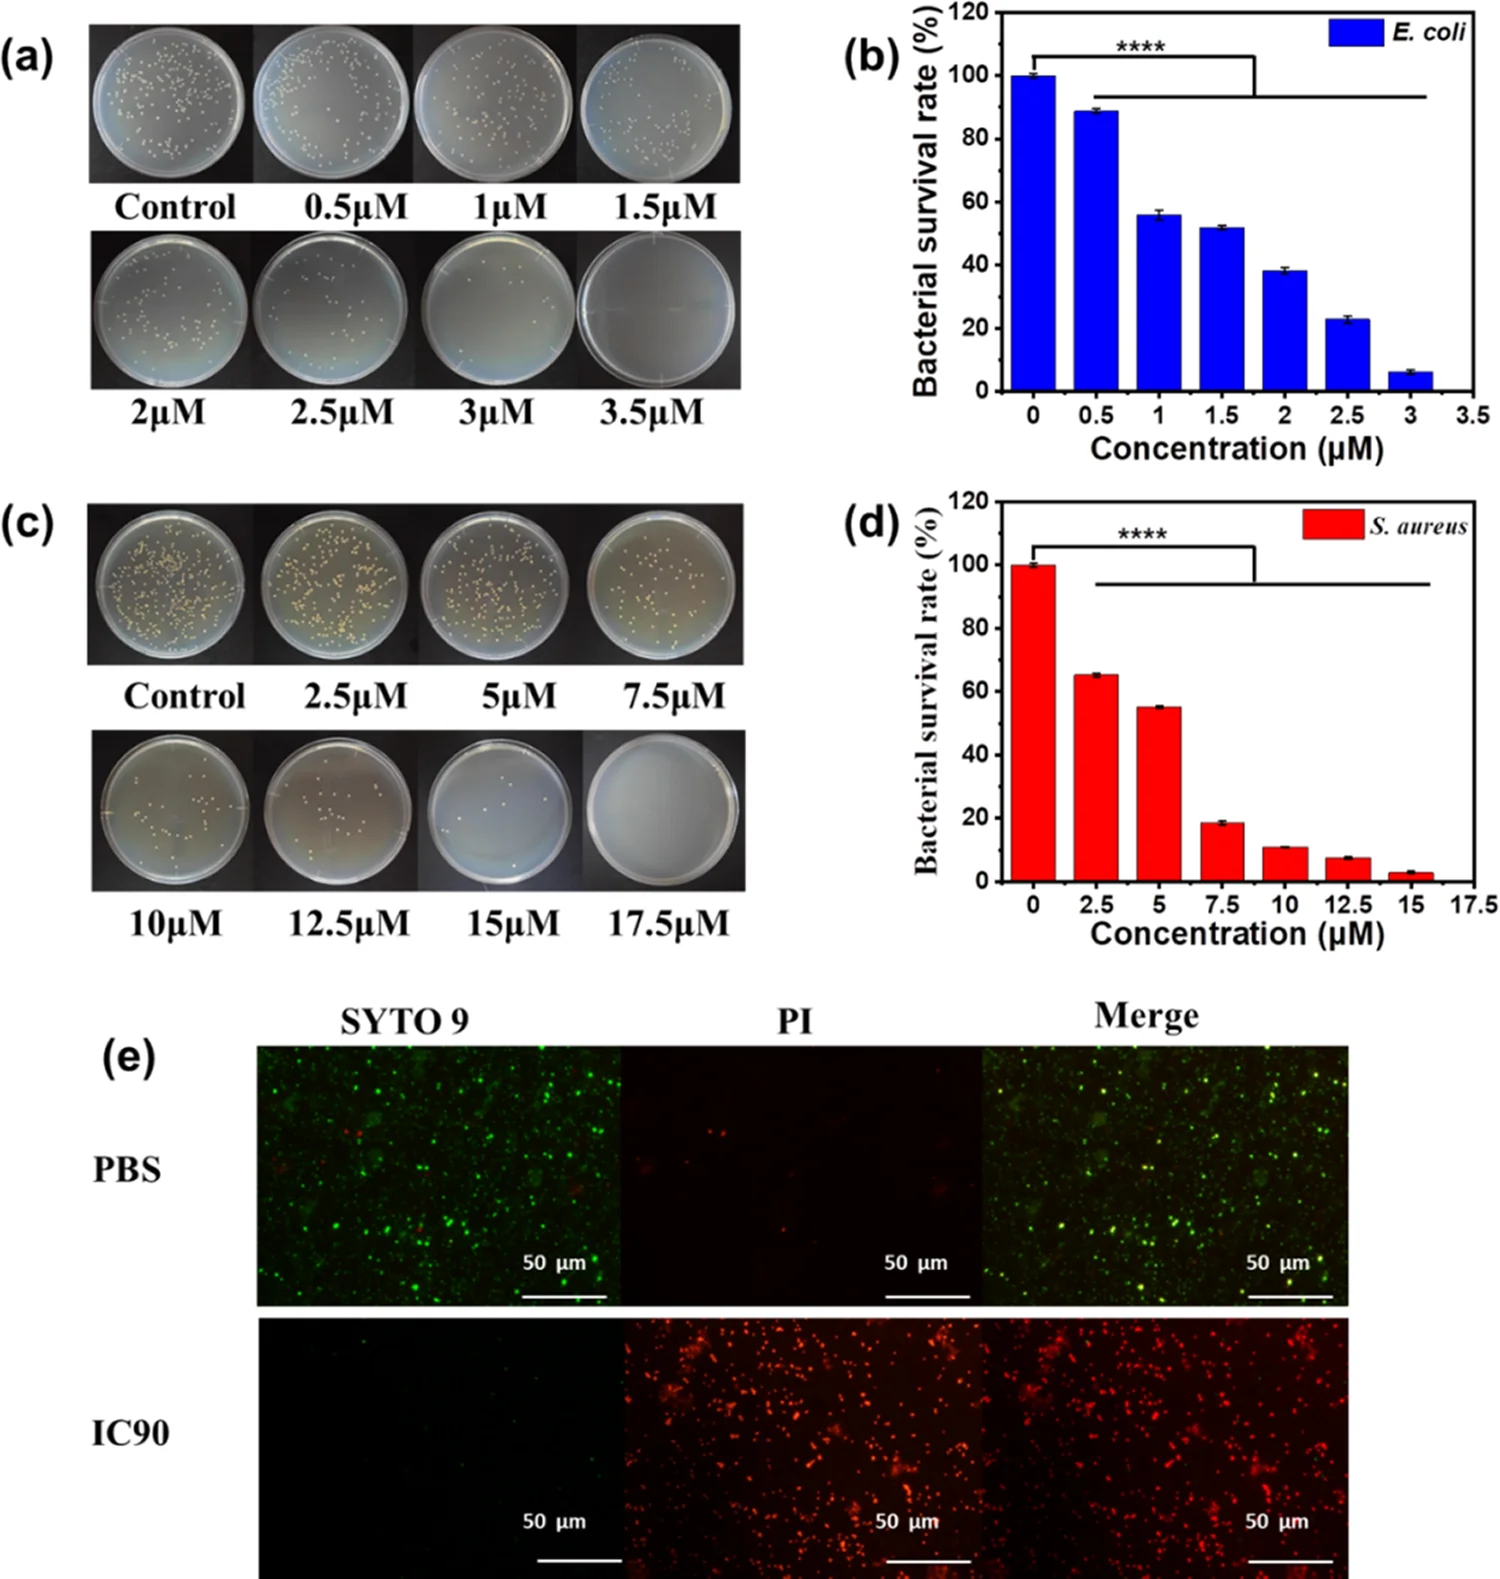 (a)
Control 0.5μM 1μM 1.5μM
2μM 2.5μM 3μM 3.5μM
(b)
Bacterial survival rate (%)
120
100
80
60
40
20
0
****
E. coli
0 0.5 1 1.5 2 2.5 3 3.5
Concentration (μM)
(c)
Control 2.5μM 5μM 7.5μM
10μM 12.5μM 15μM 17.5μM
(d)
Bacterial survival rate (%)
120
100
80
60
40
20
0
****
S. aureus
0 2.5 5 7.5 10 12.5 15 17.5
Concentration (μM)
(e)
SYTO 9 PI Merge
PBS
50 μm 50 μm 50 μm
IC90
50 μm 50 μm 50 μm